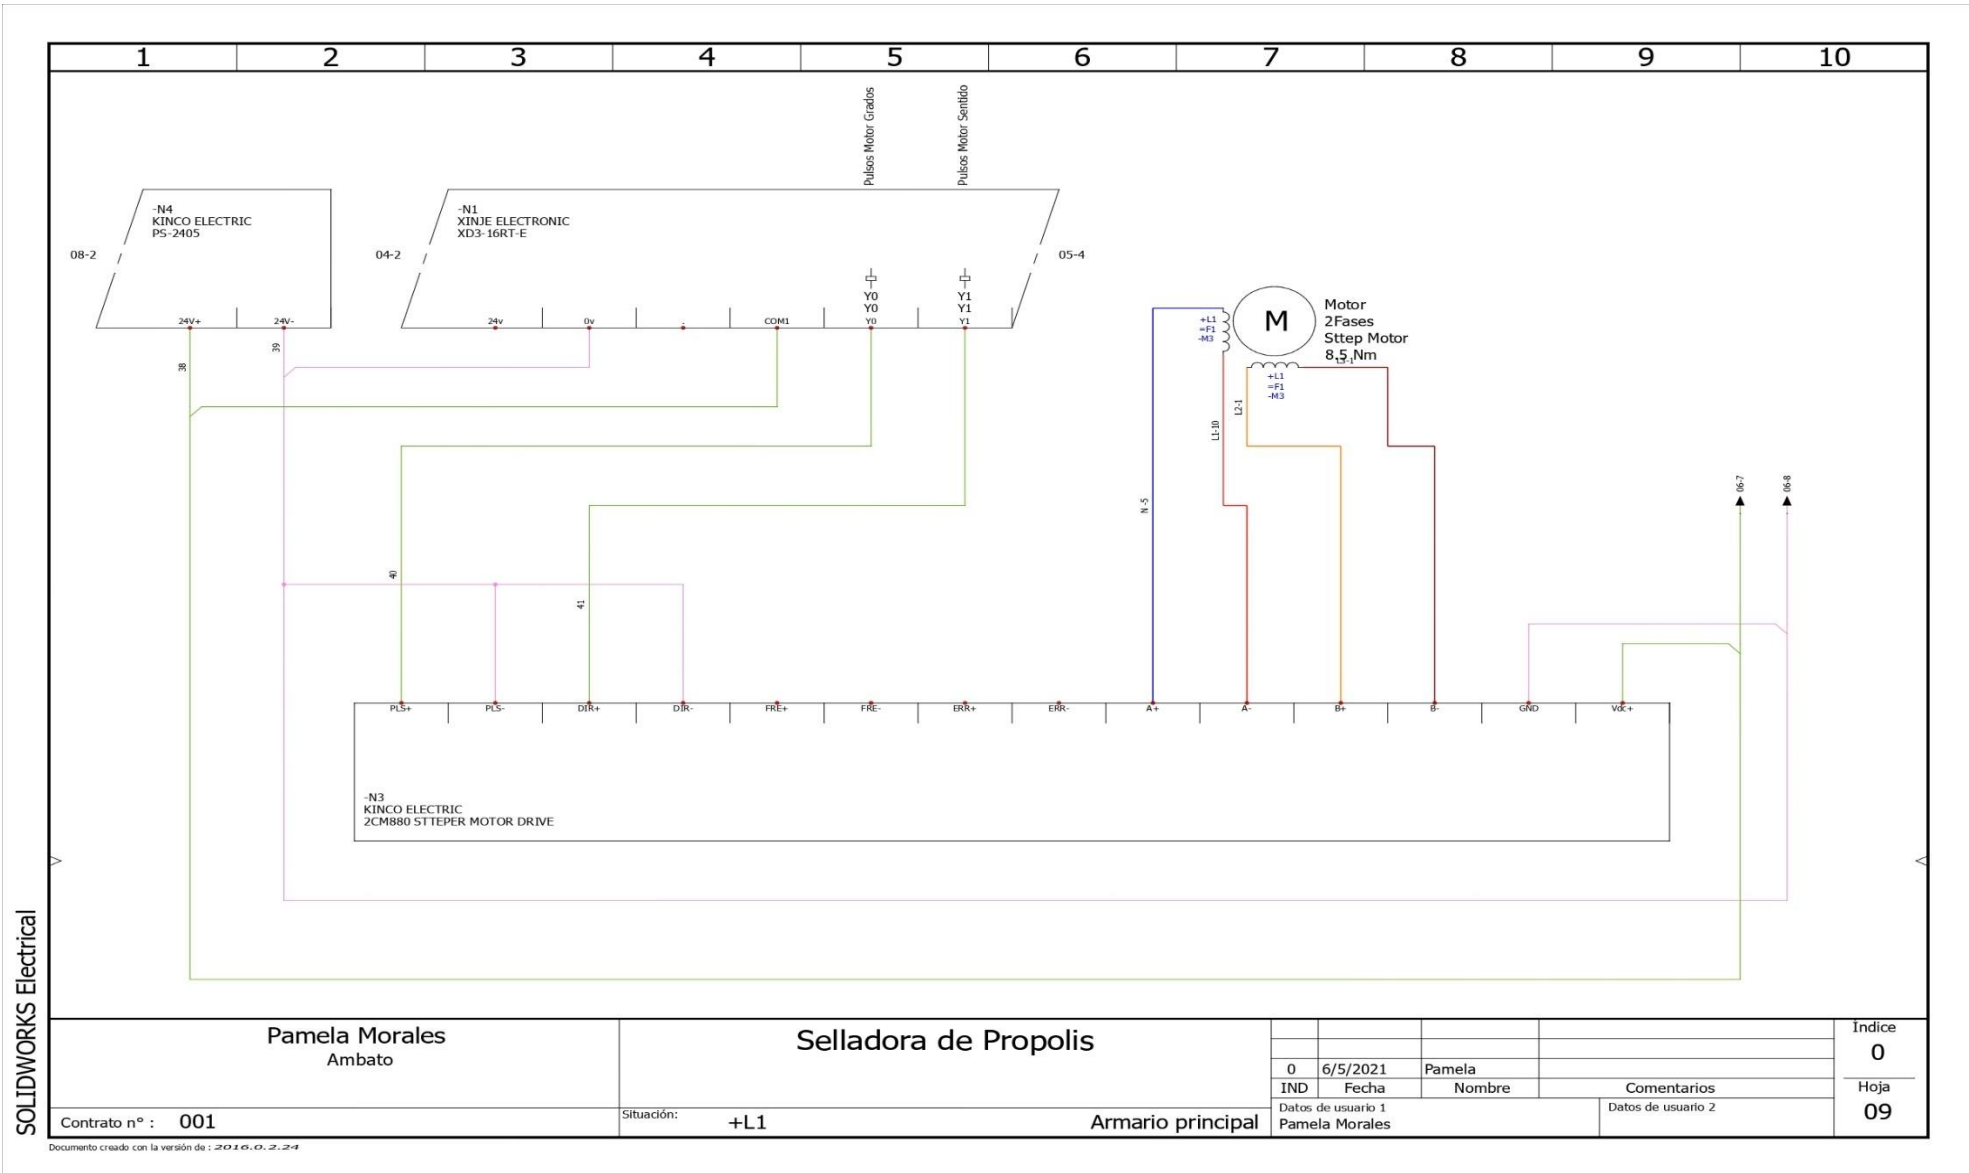 1 2 3 4 5 6 7 8 9 10
Pulsos Motor Grados
Pulsos Motor Sentido
-N4
KINCO ELECTRIC
PS-2405
08-2
24V+ 24V-
-N1
XINJE ELECTRONIC
XD3-16RT-E
04-2
05-4
Y0 Y1
Y0 Y1
24v 0v . COM1 Y0 Y1
38
39
M
Motor
2Fases
Sttep Motor
8.5 Nm
+L1
=F1
-M3
L3-1
+L1
=F1
-M3
L2-1
L1-10
N -5
06-7
06-8
40
41
PLS+ PLS- DIR+ DIR- FRE+ FRE- ERR+ ERR- A+ A- B+ B- GND Vdc+
-N3
KINCO ELECTRIC
2CM880 STTEPER MOTOR DRIVE
SOLIDWORKS Electrical
Pamela Morales
Ambato
Contrato n° : 001
Selladora de Propolis
Situación: +L1 Armario principal
0 6/5/2021 Pamela
IND Fecha Nombre Comentarios
Datos de usuario 1
Pamela Morales
Datos de usuario 2
Índice
0
Hoja
09
Documento creado con la versión de : 2016.0.2.24